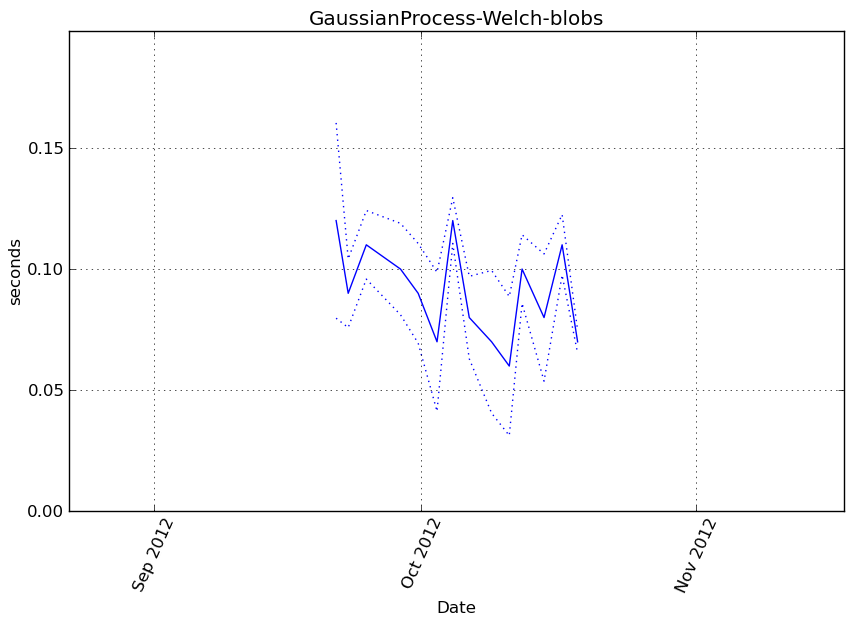 GaussianProcess-Welch-blobs
0.15
0.10
0.05
0.00
seconds
Sep 2012
Oct 2012
Nov 2012
Date